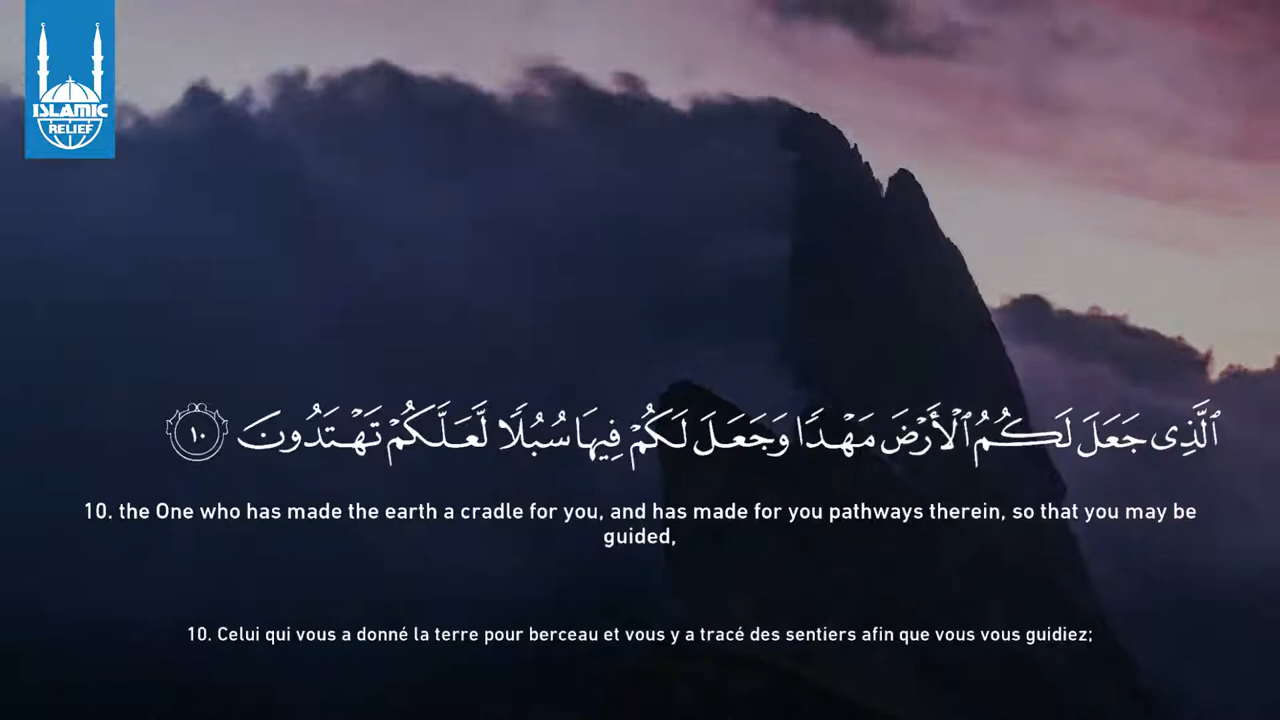 ISLAMIC
RELIEF
ٱلَّذِى جَعَلَ لَكُمُ ٱلْأَرْضَ مَهْدًا وَجَعَلَ لَكُمْ فِيهَا سُبُلًا لَّعَلَّكُمْ تَهْتَدُونَ ١٠
10. the One who has made the earth a cradle for you, and has made for you pathways therein, so that you may be
guided,
10. Celui qui vous a donné la terre pour berceau et vous y a tracé des sentiers afin que vous vous guidiez;